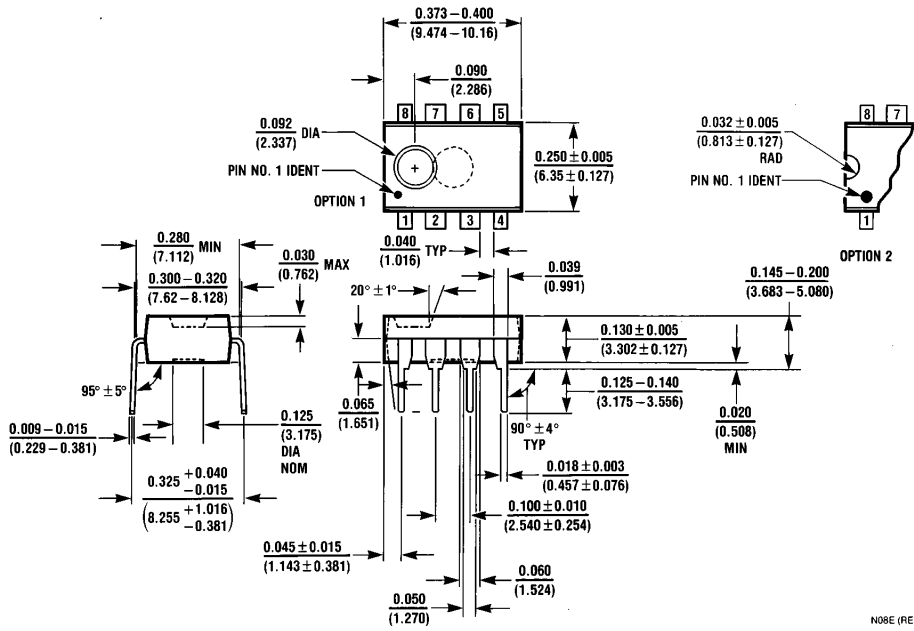 0.373 – 0.400
(9.474 – 10.16)
0.090
(2.286)
8 7 6 5
0.092
(2.337)
DIA
PIN NO. 1 IDENT
OPTION 1
1 2 3 4
0.250 ± 0.005
(6.35 ± 0.127)
0.032 ± 0.005
(0.813 ± 0.127)
RAD
PIN NO. 1 IDENT
8 7
1
OPTION 2
0.280
(7.112)
MIN
0.300 – 0.320
(7.62 – 8.128)
0.030
(0.762)
MAX
0.040
(1.016)
TYP
0.039
(0.991)
20° ± 1°
0.145 – 0.200
(3.683 – 5.080)
0.130 ± 0.005
(3.302 ± 0.127)
0.125 – 0.140
(3.175 – 3.556)
0.020
(0.508)
MIN
95° ± 5°
0.009 – 0.015
(0.229 – 0.381)
0.125
(3.175)
DIA
NOM
0.065
(1.651)
90° ± 4°
TYP
0.018 ± 0.003
(0.457 ± 0.076)
0.325 +0.040
−0.015
(8.255 +1.016
−0.381)
0.100 ± 0.010
(2.540 ± 0.254)
0.045 ± 0.015
(1.143 ± 0.381)
0.060
(1.524)
0.050
(1.270)
N08E (RE